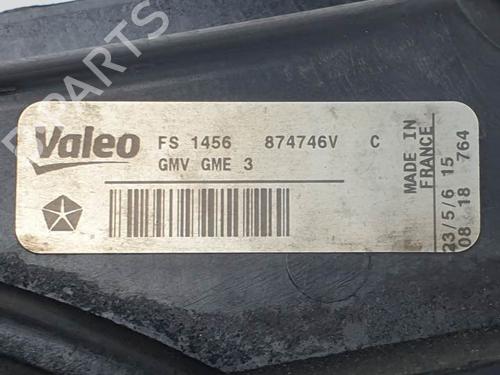 B-PARTS
Valeo FS 1456 874746V C
GMV GME 3
MADE IN
FRANCE
23/5/6 15
08 18 764